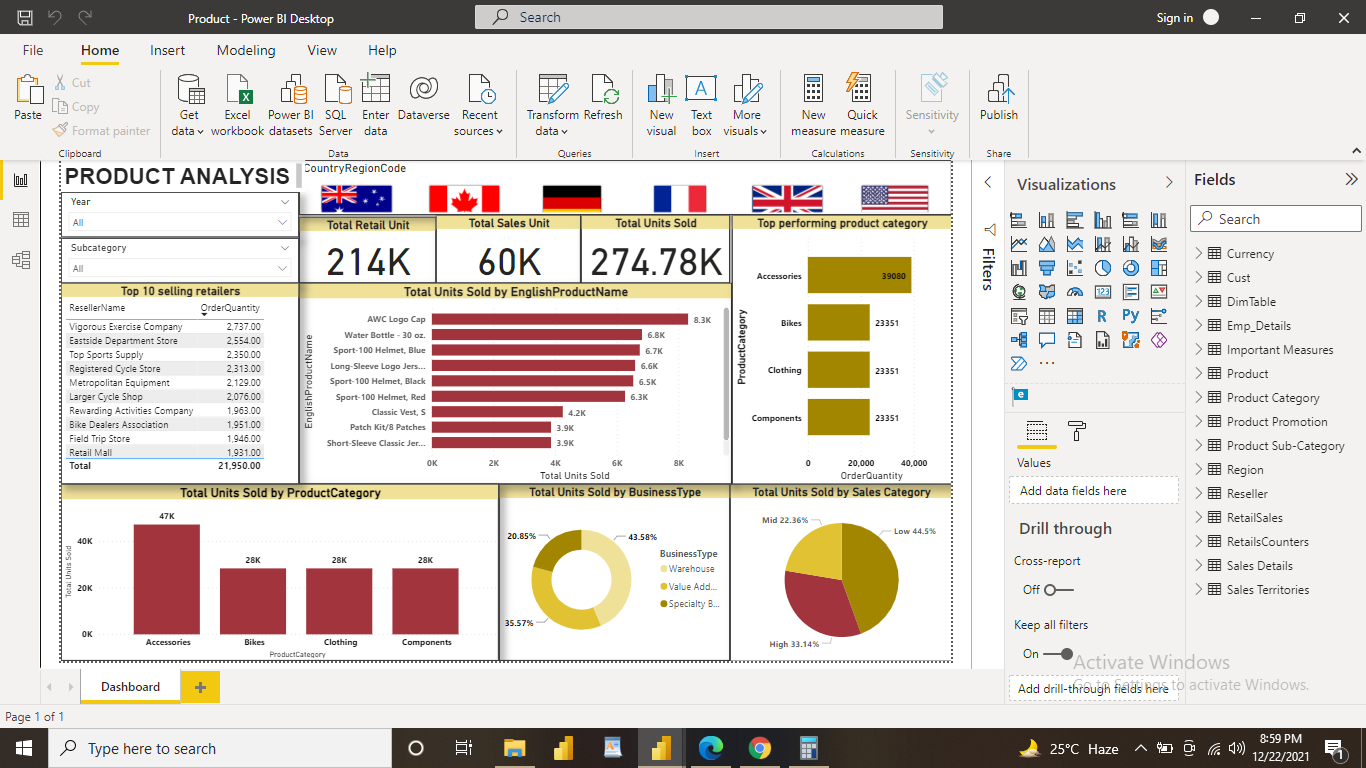 Product - Power BI Desktop
Search
Sign in
File
Home
Insert
Modeling
View
Help
Paste
Cut
Copy
Format painter
Clipboard
Get data
Excel workbook
Power BI datasets
SQL Server
Enter data
Dataverse
Recent sources
Data
Transform data
Refresh
Queries
New visual
Text box
More visuals
Insert
New measure
Quick measure
Calculations
Sensitivity
Sensitivity
Publish
Share
PRODUCT ANALYSIS
CountryRegionCode
Year
All
Subcategory
All
Total Retail Unit
214K
Total Sales Unit
60K
Total Units Sold
274.78K
Top performing product category
ProductCategory
Accessories 39080
Bikes 23351
Clothing 23351
Components 23351
0 20,000 40,000
OrderQuantity
Top 10 selling retailers
ResellerName OrderQuantity
Vigorous Exercise Company 2,737.00
Eastside Department Store 2,554.00
Top Sports Supply 2,350.00
Registered Cycle Store 2,313.00
Metropolitan Equipment 2,129.00
Larger Cycle Shop 2,076.00
Rewarding Activities Company 1,963.00
Bike Dealers Association 1,951.00
Field Trip Store 1,946.00
Retail Mall 1,931.00
Total 21,950.00
Total Units Sold by EnglishProductName
EnglishProductName
AWC Logo Cap 8.3K
Water Bottle - 30 oz. 6.8K
Sport-100 Helmet, Blue 6.7K
Long-Sleeve Logo Jers... 6.6K
Sport-100 Helmet, Black 6.5K
Sport-100 Helmet, Red 6.3K
Classic Vest, S 4.2K
Patch Kit/8 Patches 3.9K
Short-Sleeve Classic Jer... 3.9K
0K 2K 4K 6K 8K
Total Units Sold
Total Units Sold by ProductCategory
Total Units Sold
40K
20K
0K
47K
28K
28K
28K
Accessories Bikes Clothing Components
ProductCategory
Total Units Sold by BusinessType
20.85%
43.58%
35.57%
BusinessType
Warehouse
Value Add...
Specialty B...
Total Units Sold by Sales Category
Mid 22.36%
Low 44.5%
High 33.14%
Filters
Visualizations
R
Py
123
Values
Add data fields here
Drill through
Cross-report
Off
Keep all filters
On
Add drill-through fields here
Fields
Search
Currency
Cust
DimTable
Emp_Details
Important Measures
Product
Product Category
Product Promotion
Product Sub-Category
Region
Reseller
RetailSales
RetailsCounters
Sales Details
Sales Territories
Activate Windows
Go to Settings to activate Windows.
Dashboard
Page 1 of 1
Type here to search
25°C Haze
8:59 PM
12/22/2021
1